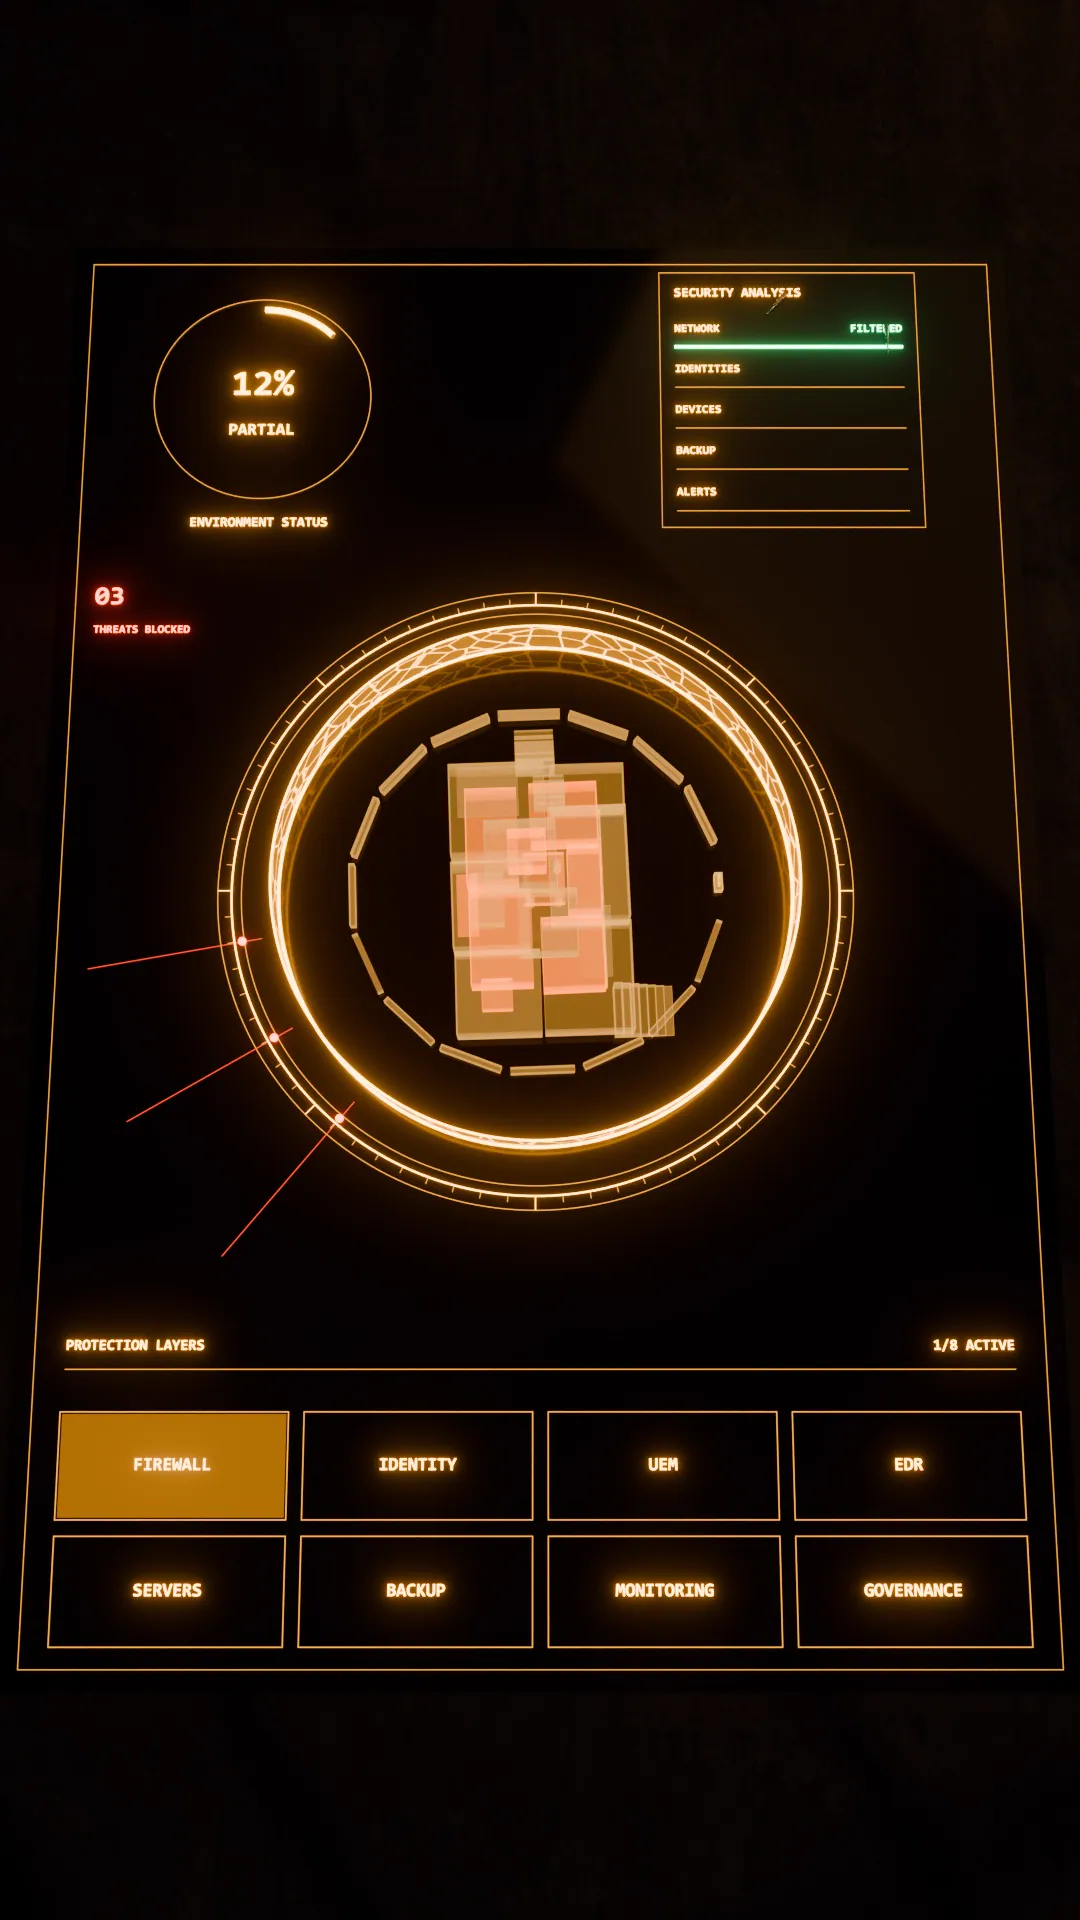 12%
PARTIAL
ENVIRONMENT STATUS
SECURITY ANALYSIS
NETWORK FILTERED
IDENTITIES
DEVICES
BACKUP
ALERTS
03
THREATS BLOCKED
PROTECTION LAYERS 1/8 ACTIVE
FIREWALL IDENTITY UEM EDR
SERVERS BACKUP MONITORING GOVERNANCE